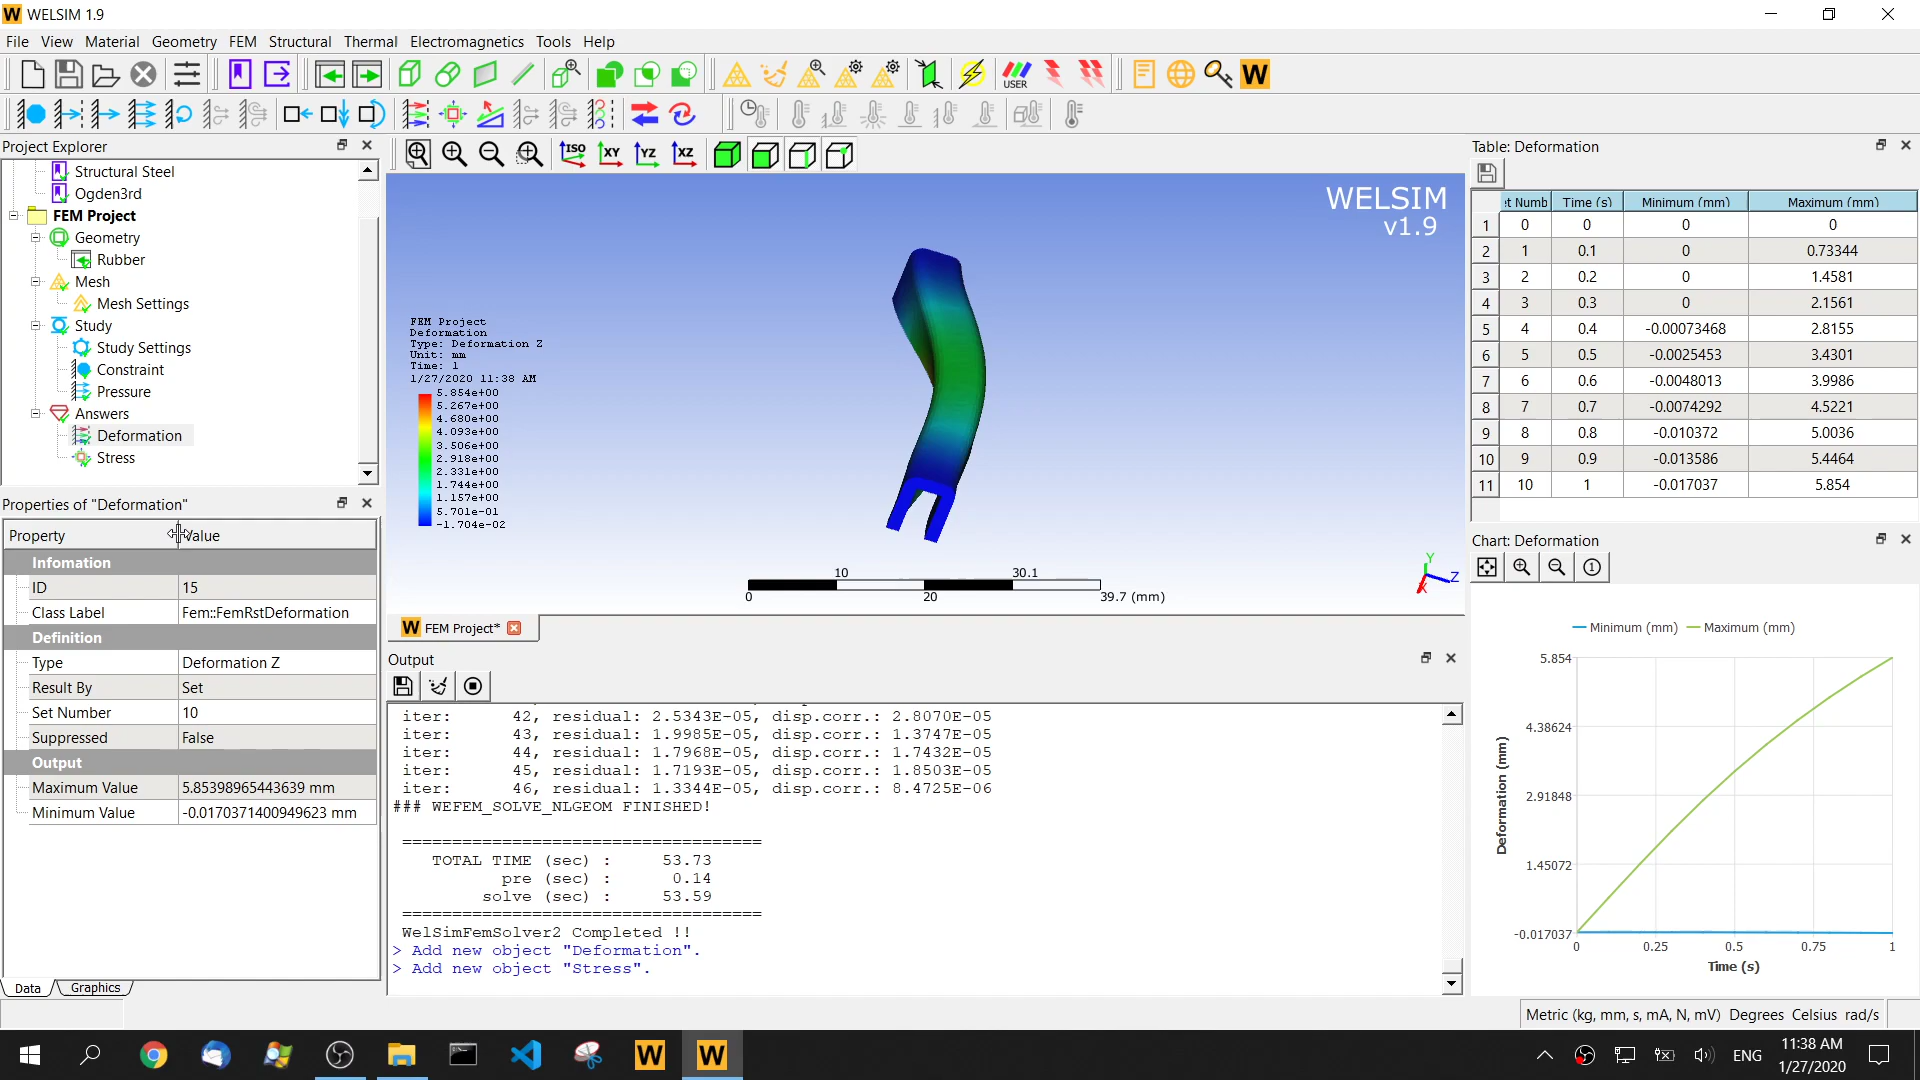 WELSIM 1.9
File View Material Geometry FEM Structural Thermal Electromagnetics Tools Help
USER
W
Project Explorer
Structural Steel
Ogden3rd
FEM Project
Geometry
Rubber
Mesh
Mesh Settings
Study
Study Settings
Constraint
Pressure
Answers
Deformation
Stress
Properties of "Deformation"
Property Value
Infomation
ID 15
Class Label Fem::FemRstDeformation
Definition
Type Deformation Z
Result By Set
Set Number 10
Suppressed False
Output
Maximum Value 5.85398965443639 mm
Minimum Value -0.0170371400949623 mm
Data Graphics
ISO XY YZ XZ
WELSIM
v1.9
FEM Project
Deformation
Type: Deformation Z
Unit: mm
Time: 1
1/27/2020 11:38 AM
5.854e+00
5.267e+00
4.680e+00
4.093e+00
3.506e+00
2.918e+00
2.331e+00
1.744e+00
1.157e+00
5.701e-01
-1.704e-02
10 30.1
0 20 39.7 (mm)
Y
Z
X
FEM Project*
Output
iter: 42, residual: 2.5343E-05, disp.corr.: 2.8070E-05
iter: 43, residual: 1.9985E-05, disp.corr.: 1.3747E-05
iter: 44, residual: 1.7968E-05, disp.corr.: 1.7432E-05
iter: 45, residual: 1.7193E-05, disp.corr.: 1.8503E-05
iter: 46, residual: 1.3344E-05, disp.corr.: 8.4725E-06
### WEFEM_SOLVE_NLGEOM FINISHED!
====================================
TOTAL TIME (sec) : 53.73
pre (sec) : 0.14
solve (sec) : 53.59
====================================
WelSimFemSolver2 Completed !!
> Add new object "Deformation".
> Add new object "Stress".
Table: Deformation
t Numb Time (s) Minimum (mm) Maximum (mm)
1 0 0 0 0
2 1 0.1 0 0.73344
3 2 0.2 0 1.4581
4 3 0.3 0 2.1561
5 4 0.4 -0.00073468 2.8155
6 5 0.5 -0.0025453 3.4301
7 6 0.6 -0.0048013 3.9986
8 7 0.7 -0.0074292 4.5221
9 8 0.8 -0.010372 5.0036
10 9 0.9 -0.013586 5.4464
11 10 1 -0.017037 5.854
Chart: Deformation
Minimum (mm) Maximum (mm)
Deformation (mm)
5.854
4.38624
2.91848
1.45072
-0.017037
0 0.25 0.5 0.75 1
Time (s)
Metric (kg, mm, s, mA, N, mV) Degrees Celsius rad/s
W W
ENG
11:38 AM
1/27/2020